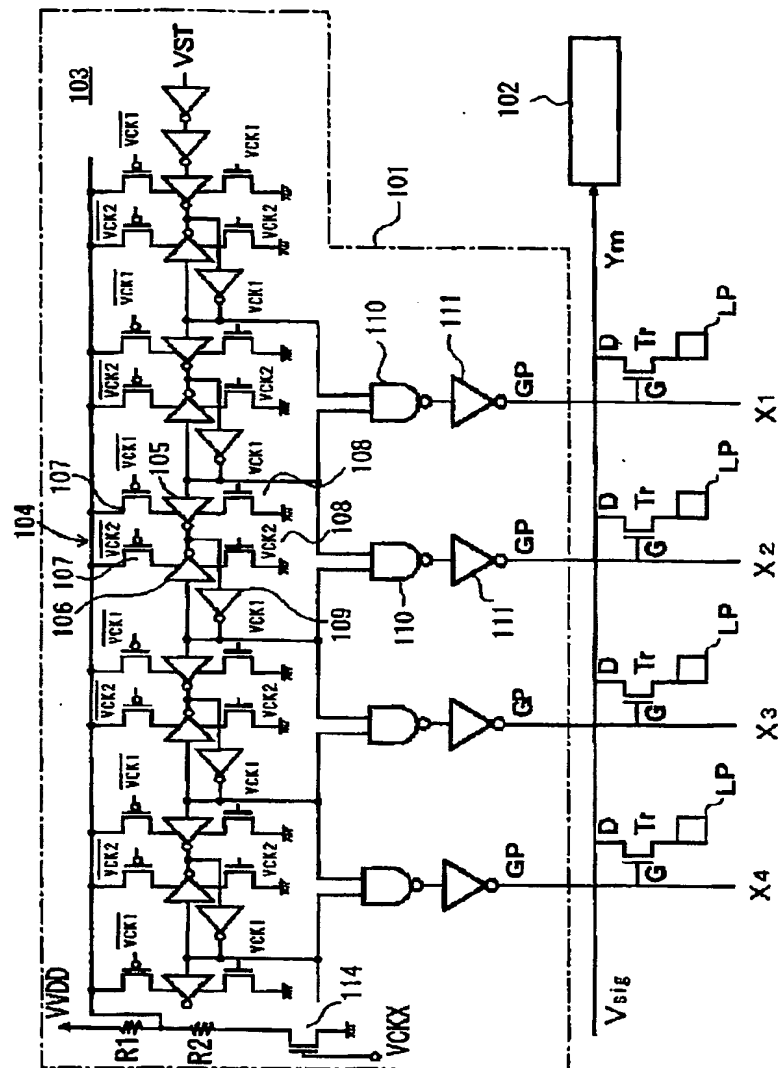 103
VST
VCK1
VCK1
VCK2
VCK2
VCK1
VCK1
VCK2
VCK2
107
VCK1
105
108
104
VCK2
107
VCK2
108
106
VCK1
109
VCK1
VCK2
VCK2
VCK1
VCK1
VCK2
VCK2
VCK1
VCK1
VVDD
R1
R2
114
VCKX
101
110
111
GP
110
111
GP
GP
GP
102
Ym
D
Tr
G
LP
X1
D
Tr
G
LP
X2
D
Tr
G
LP
X3
D
Tr
G
LP
X4
Vsig